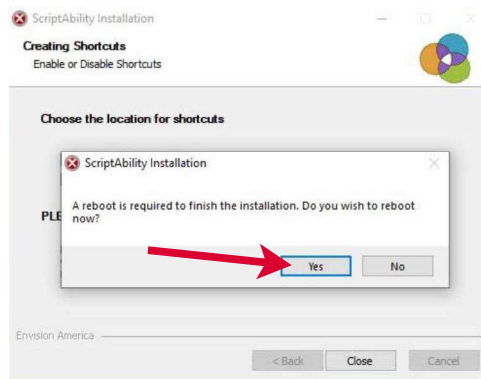 ScriptAbility Installation
Creating Shortcuts
Enable or Disable Shortcuts
Choose the location for shortcuts
ScriptAbility Installation
A reboot is required to finish the installation. Do you wish to reboot
now?
PLE
Yes No
Envision America
< Back Close Cancel